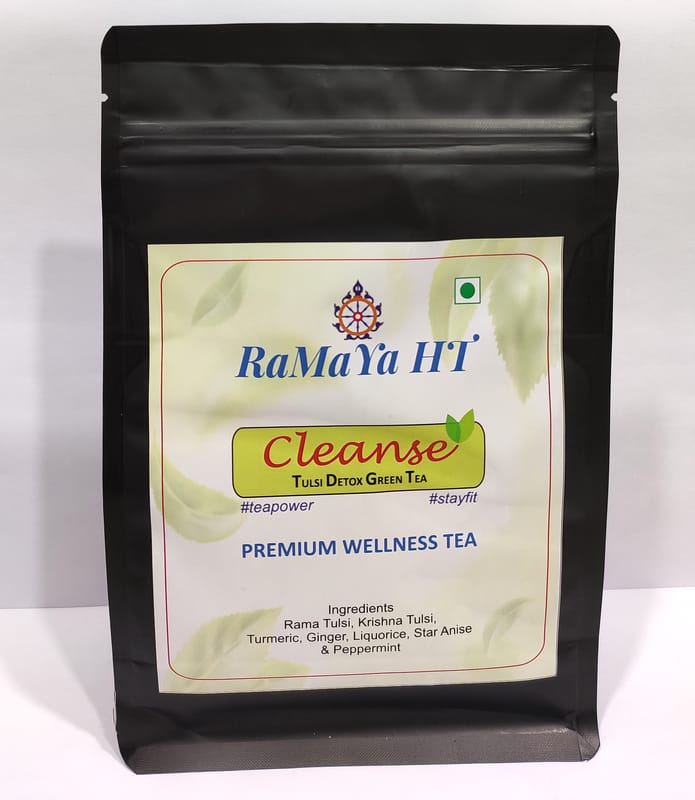 RaMaYa HT
Cleanse
Tulsi Detox Green Tea
#teapower #stayfit
PREMIUM WELLNESS TEA
Ingredients
Rama Tulsi, Krishna Tulsi,
Turmeric, Ginger, Liquorice, Star Anise
& Peppermint